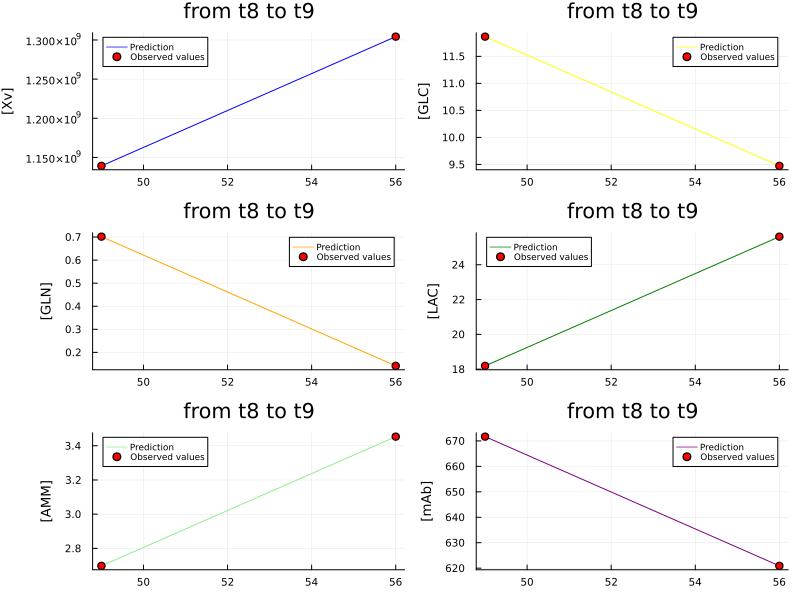 from t8 to t9
[Xv]
1.300×10⁹
1.250×10⁹
1.200×10⁹
1.150×10⁹
Prediction
Observed values
50 52 54 56
from t8 to t9
[GLC]
11.5
11.0
10.5
10.0
9.5
Prediction
Observed values
50 52 54 56
from t8 to t9
[GLN]
0.7
0.6
0.5
0.4
0.3
0.2
Prediction
Observed values
50 52 54 56
from t8 to t9
[LAC]
24
22
20
18
Prediction
Observed values
50 52 54 56
from t8 to t9
[AMM]
3.4
3.2
3.0
2.8
Prediction
Observed values
50 52 54 56
from t8 to t9
[mAb]
670
660
650
640
630
620
Prediction
Observed values
50 52 54 56